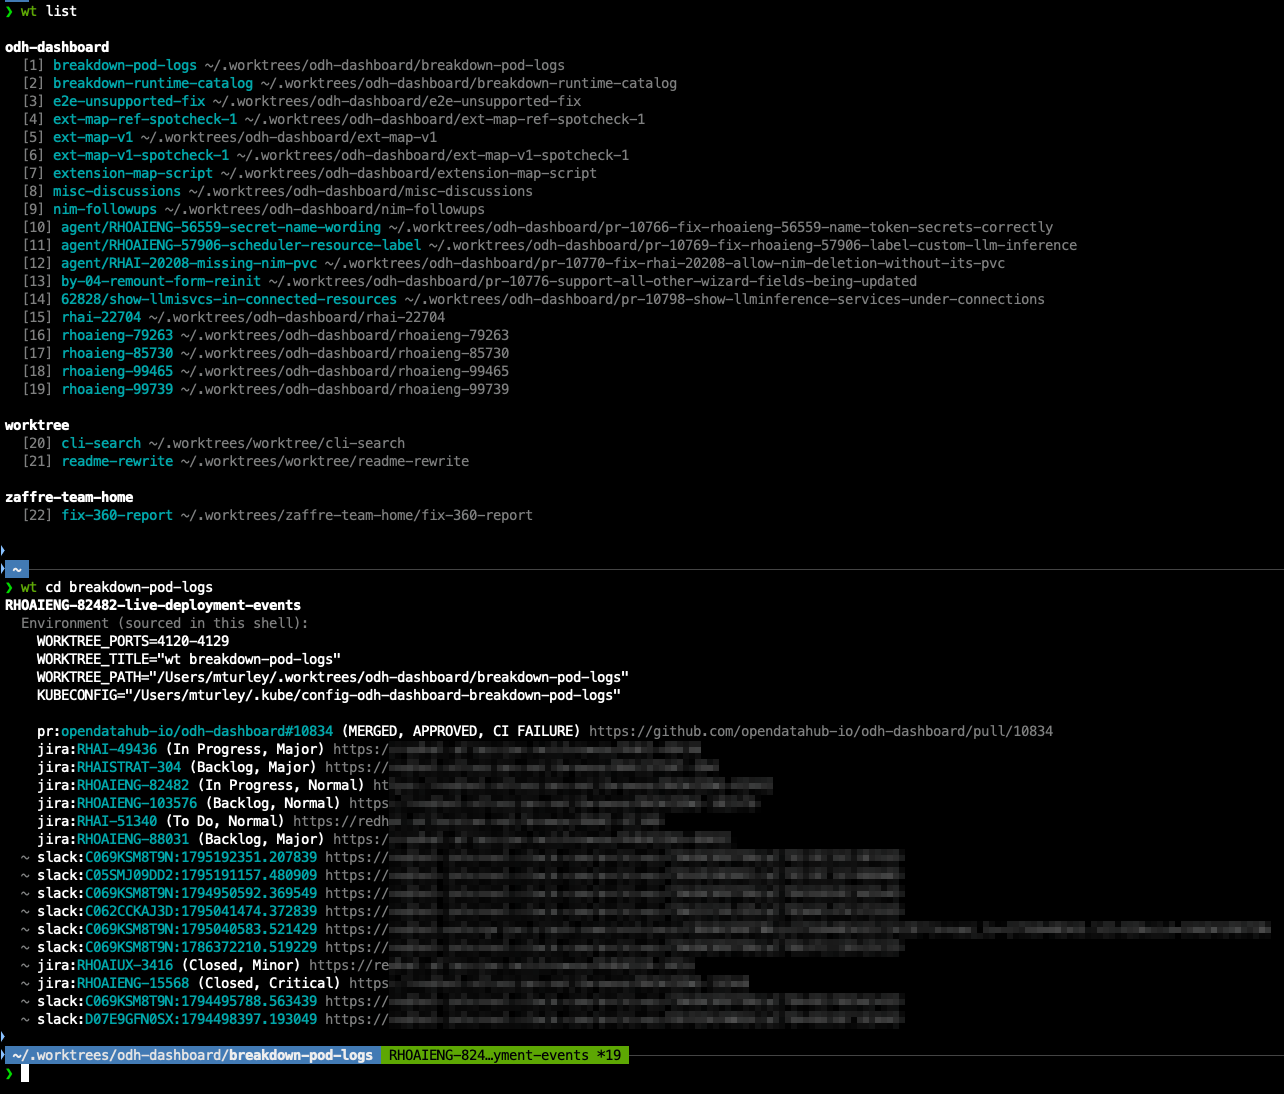 ❯ wt list
odh-dashboard
[1] breakdown-pod-logs ~/.worktrees/odh-dashboard/breakdown-pod-logs
[2] breakdown-runtime-catalog ~/.worktrees/odh-dashboard/breakdown-runtime-catalog
[3] e2e-unsupported-fix ~/.worktrees/odh-dashboard/e2e-unsupported-fix
[4] ext-map-ref-spotcheck-1 ~/.worktrees/odh-dashboard/ext-map-ref-spotcheck-1
[5] ext-map-v1 ~/.worktrees/odh-dashboard/ext-map-v1
[6] ext-map-v1-spotcheck-1 ~/.worktrees/odh-dashboard/ext-map-v1-spotcheck-1
[7] extension-map-script ~/.worktrees/odh-dashboard/extension-map-script
[8] misc-discussions ~/.worktrees/odh-dashboard/misc-discussions
[9] nim-followups ~/.worktrees/odh-dashboard/nim-followups
[10] agent/RHOAIENG-56559-secret-name-wording ~/.worktrees/odh-dashboard/pr-10766-fix-rhoaieng-56559-name-token-secrets-correctly
[11] agent/RHOAIENG-57906-scheduler-resource-label ~/.worktrees/odh-dashboard/pr-10769-fix-rhoaieng-57906-label-custom-llm-inference
[12] agent/RHAI-20208-missing-nim-pvc ~/.worktrees/odh-dashboard/pr-10770-fix-rhai-20208-allow-nim-deletion-without-its-pvc
[13] by-04-remount-form-reinit ~/.worktrees/odh-dashboard/pr-10776-support-all-other-wizard-fields-being-updated
[14] 62828/show-llmisvcs-in-connected-resources ~/.worktrees/odh-dashboard/pr-10798-show-llminference-services-under-connections
[15] rhai-22704 ~/.worktrees/odh-dashboard/rhai-22704
[16] rhoaieng-79263 ~/.worktrees/odh-dashboard/rhoaieng-79263
[17] rhoaieng-85730 ~/.worktrees/odh-dashboard/rhoaieng-85730
[18] rhoaieng-99465 ~/.worktrees/odh-dashboard/rhoaieng-99465
[19] rhoaieng-99739 ~/.worktrees/odh-dashboard/rhoaieng-99739
worktree
[20] cli-search ~/.worktrees/worktree/cli-search
[21] readme-rewrite ~/.worktrees/worktree/readme-rewrite
zaffre-team-home
[22] fix-360-report ~/.worktrees/zaffre-team-home/fix-360-report
~
❯ wt cd breakdown-pod-logs
RHOAIENG-82482-live-deployment-events
Environment (sourced in this shell):
WORKTREE_PORTS=4120-4129
WORKTREE_TITLE="wt breakdown-pod-logs"
WORKTREE_PATH="/Users/mturley/.worktrees/odh-dashboard/breakdown-pod-logs"
KUBECONFIG="/Users/mturley/.kube/config-odh-dashboard-breakdown-pod-logs"
pr:opendatahub-io/odh-dashboard#10834 (MERGED, APPROVED, CI FAILURE) https://github.com/opendatahub-io/odh-dashboard/pull/10834
jira:RHAI-49436 (In Progress, Major) https:/
jira:RHAISTRAT-304 (Backlog, Major) https://
jira:RHOAIENG-82482 (In Progress, Normal) ht
jira:RHOAIENG-103576 (Backlog, Normal) https
jira:RHAI-51340 (To Do, Normal) https://redh
jira:RHOAIENG-88031 (Backlog, Major) https:/
~ slack:C069KSM8T9N:1795192351.207839 https://
~ slack:C05SMJ09DD2:1795191157.480909 https://
~ slack:C069KSM8T9N:1794950592.369549 https://
~ slack:C062CCKAJ3D:1795041474.372839 https://
~ slack:C069KSM8T9N:1795040583.521429 https://
~ slack:C069KSM8T9N:1786372210.519229 https://
~ jira:RHOAIUX-3416 (Closed, Minor) https://re
~ jira:RHOAIENG-15568 (Closed, Critical) https
~ slack:C069KSM8T9N:1794495788.563439 https://
~ slack:D07E9GFN0SX:1794498397.193049 https://
~/.worktrees/odh-dashboard/breakdown-pod-logs RHOAIENG-824…yment-events *19
❯